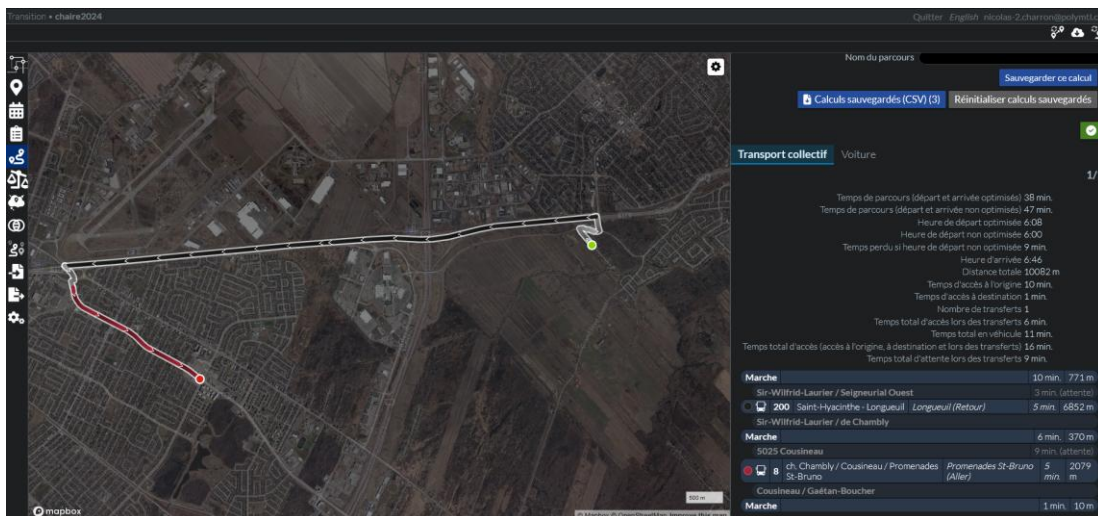 Transition • chaire2024
Quitter English nicolas-2.charron@polymtl.c
Nom du parcours
Sauvegarder ce calcul
Calculs sauvegardés (CSV) (3) Réinitialiser calculs sauvegardés
Transport collectif Voiture
1/
Temps de parcours (départ et arrivée optimisés) 38 min.
Temps de parcours (départ et arrivée non optimisés) 47 min.
Heure de départ optimisée 6:08
Heure de départ non optimisée 6:00
Temps perdu si heure de départ non optimisée 9 min.
Heure d'arrivée 6:46
Distance totale 10082 m
Temps d'accès à l'origine 10 min.
Temps d'accès à destination 1 min.
Nombre de transferts 1
Temps total d'accès lors des transferts 6 min.
Temps total en véhicule 11 min.
Temps total d'accès (accès à l'origine, à destination et lors des transferts) 16 min.
Temps total d'attente lors des transferts 9 min.
Marche 10 min. 771 m
Sir-Wilfrid-Laurier / Seigneurial Ouest 3 min. (attente)
200 Saint-Hyacinthe - Longueuil Longueuil (Retour) 5 min. 6852 m
Sir-Wilfrid-Laurier / de Chambly
Marche 6 min. 370 m
5025 Cousineau 9 min. (attente)
8 ch. Chambly / Cousineau / Promenades St-Bruno Promenades St-Bruno (Aller) 5 min. 2079 m
Cousineau / Gaétan-Boucher
Marche 1 min. 10 m
500 m
mapbox
© Mapbox © OpenStreetMap Improve this map